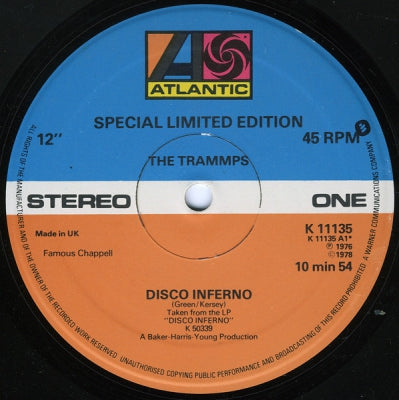 ATLANTIC
SPECIAL LIMITED EDITION
12" 45 RPM
THE TRAMMPS
STEREO ONE
Made in UK
Famous Chappell
K 11135
K 11135 A1*
Ⓟ 1976
©1978
10 min 54
DISCO INFERNO
(Green/Kersey)
Taken from the LP
"DISCO INFERNO"
K 50339
A Baker-Harris-Young Production
ALL RIGHTS OF THE MANUFACTURER AND OF THE OWNER OF THE RECORDED WORK RESERVED UNAUTHORISED COPYING PUBLIC PERFORMANCE AND BROADCASTING OF THIS RECORD PROHIBITED A WARNER COMMUNICATIONS COMPANY